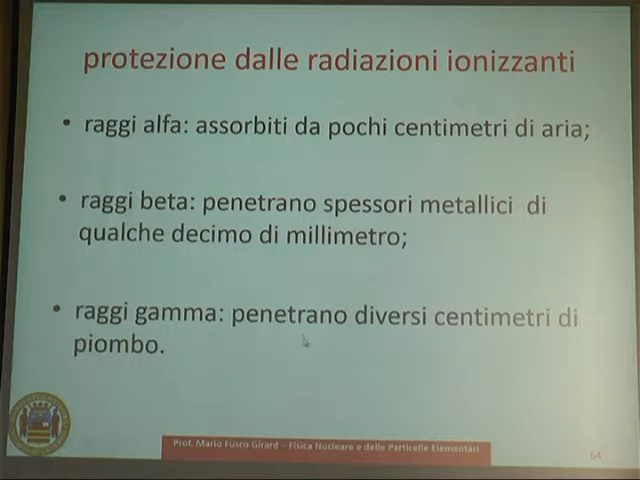 protezione dalle radiazioni ionizzanti
• raggi alfa: assorbiti da pochi centimetri di aria;
• raggi beta: penetrano spessori metallici di
qualche decimo di millimetro;
• raggi gamma: penetrano diversi centimetri di
piombo.
Prof. Mario Fusco Girard – Fisica Nucleare e delle Particelle Elementari
64